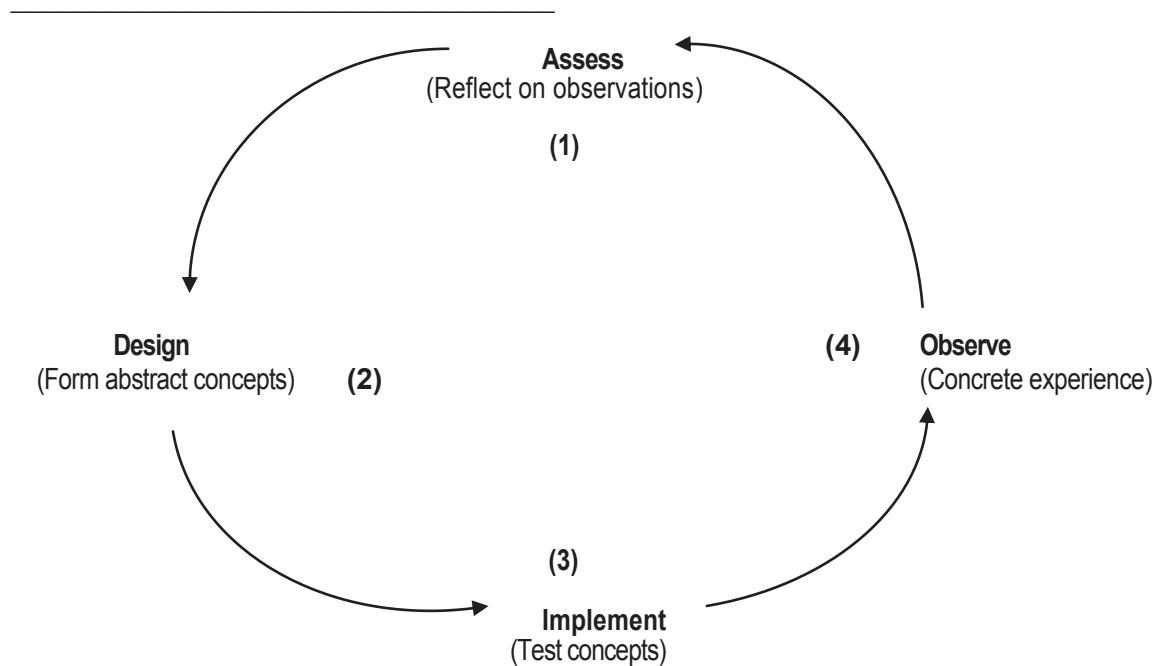 Assess
(Reflect on observations)
(1)
Design
(Form abstract concepts) (2)
(4) Observe
(Concrete experience)
(3)
Implement
(Test concepts)